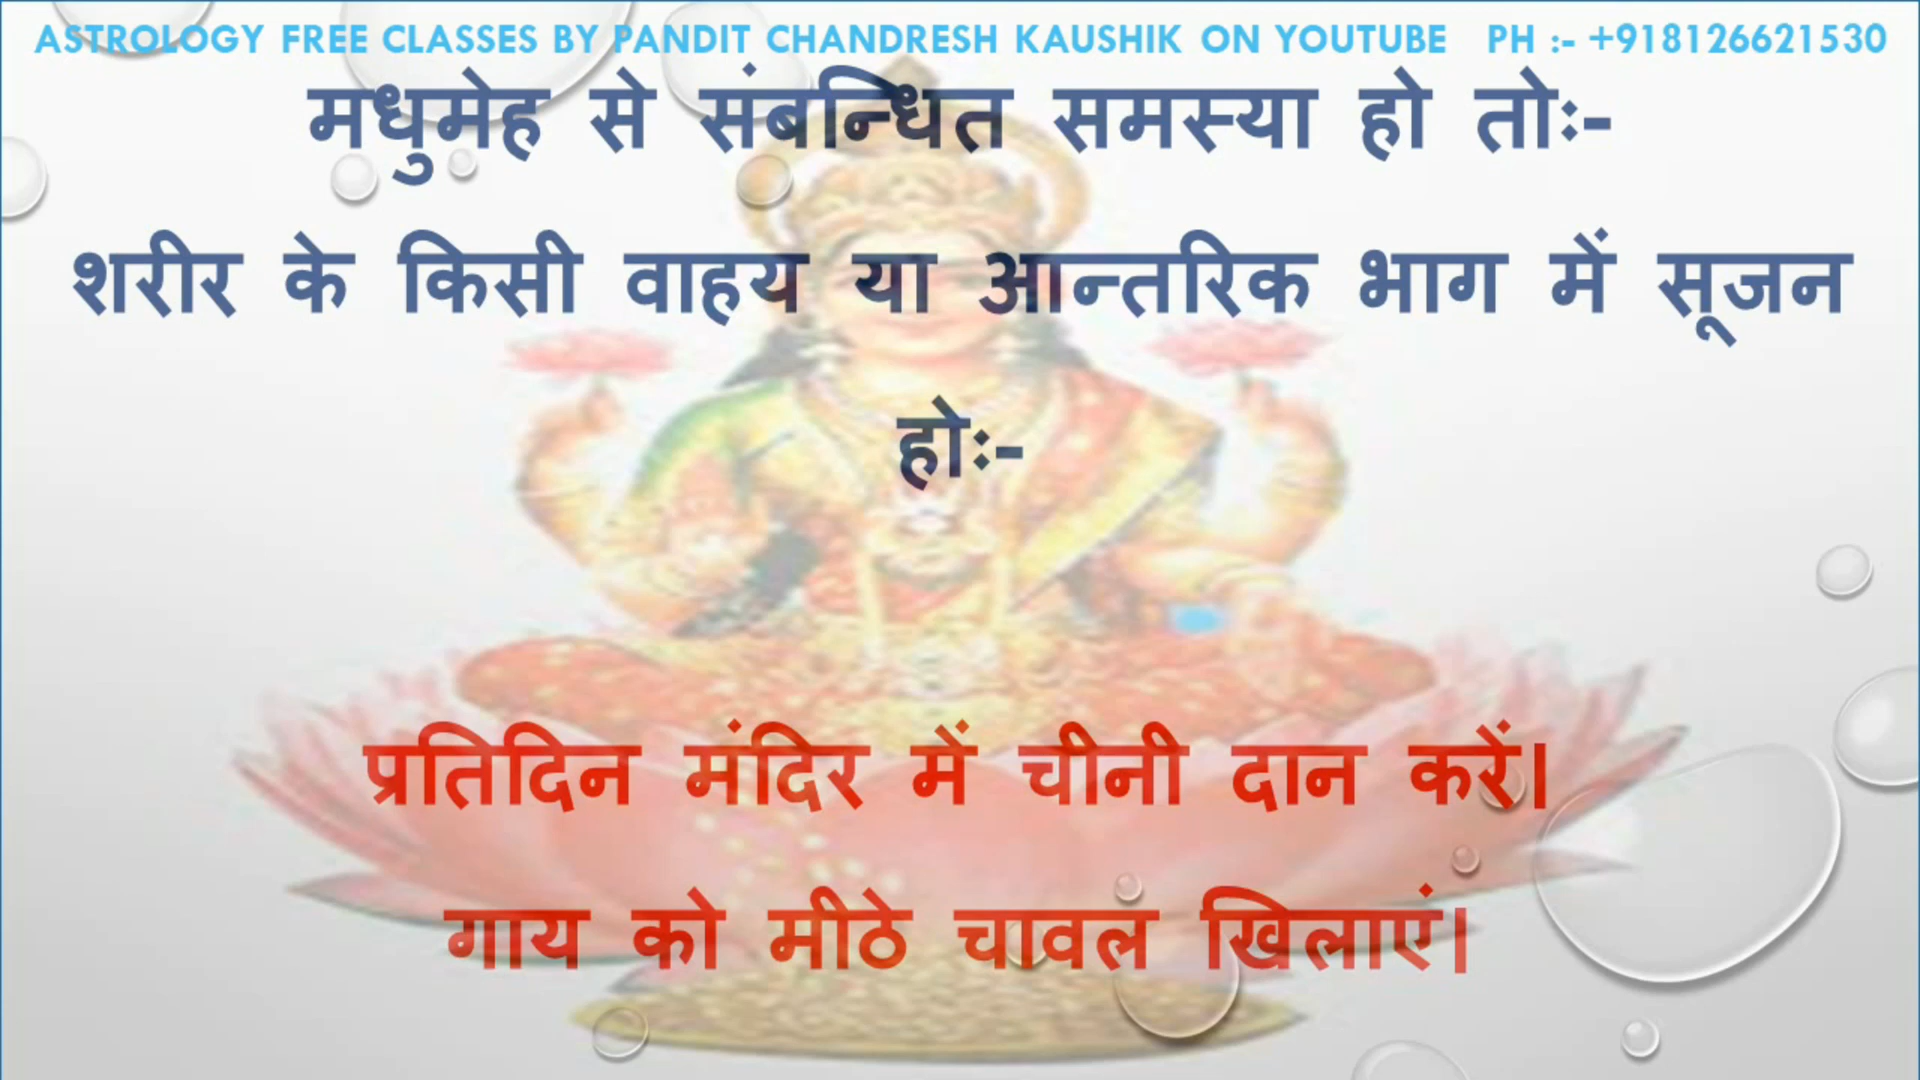 ASTROLOGY FREE CLASSES BY PANDIT CHANDRESH KAUSHIK ON YOUTUBE PH :- +918126621530
मधुमेह से संबन्धित समस्या हो तोः-
शरीर के किसी वाहय या आन्तरिक भाग में सूजन
होः-
प्रतिदिन मंदिर में चीनी दान करें।
गाय को मीठे चावल खिलाएं।